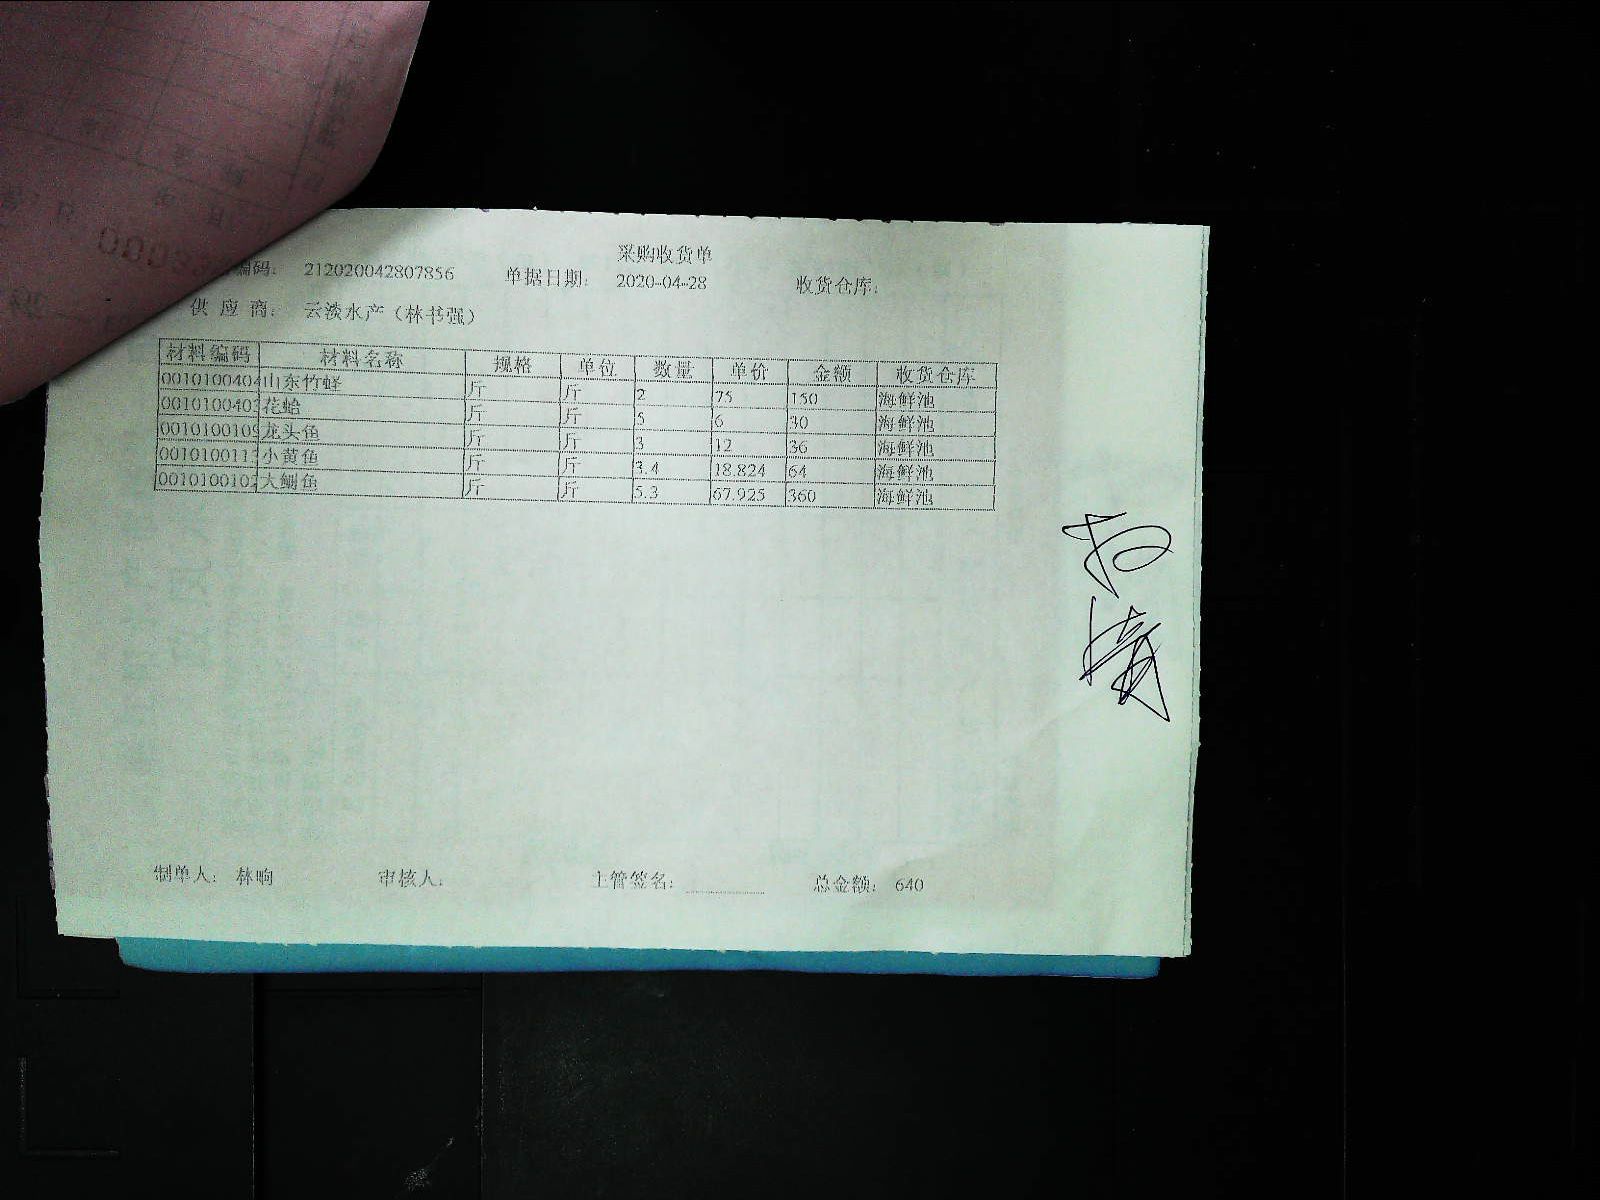 采购收货单
编码: 212020042807856 单据日期: 2020-04-28 收货仓库:
供应商: 云淡水产（林书强）
材料编码 材料名称 规格 单位 数量 单价 金额 收货仓库
0010100404 山东竹蛏 斤 斤 2 75 150 海鲜池
001010040 花蛤 斤 斤 5 6 30 海鲜池
001010010 龙头鱼 斤 斤 3 12 36 海鲜池
001010011 小黄鱼 斤 斤 3.4 18.824 64 海鲜池
001010010 大鲷鱼 斤 斤 5.3 67.925 360 海鲜池
制单人: 林响 审核人: 主管签名: 总金额: 640